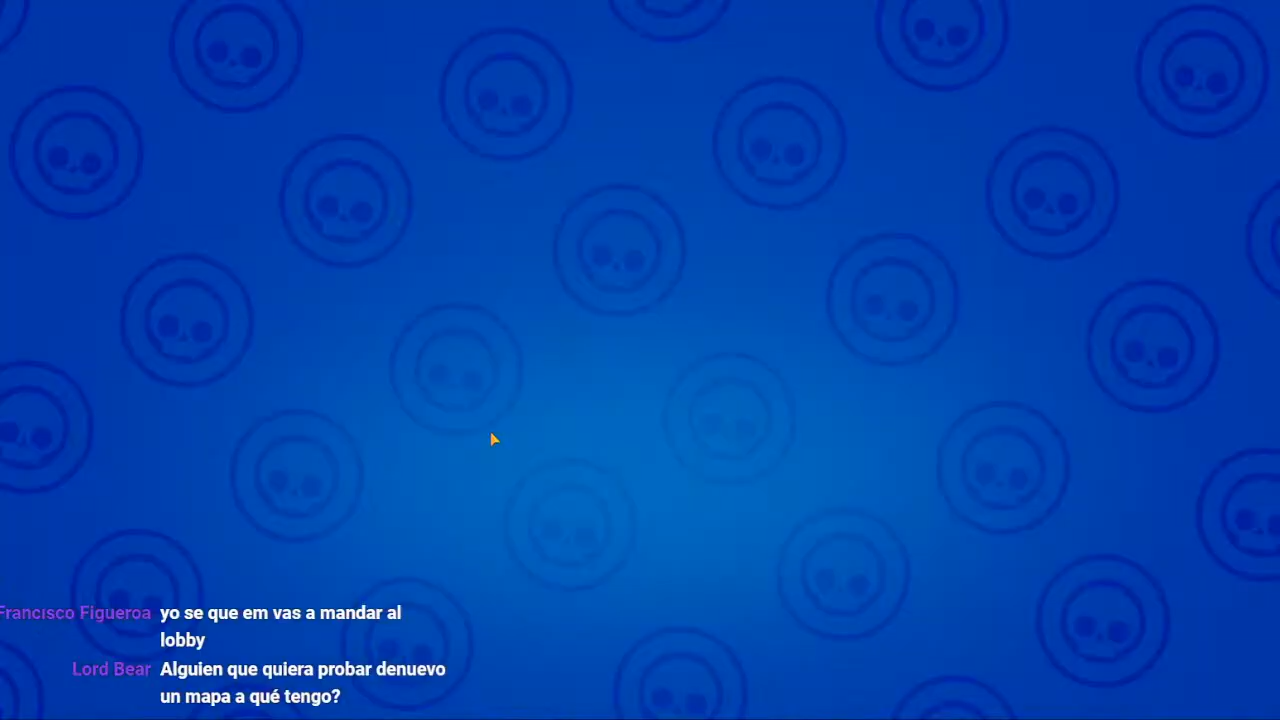 Francisco Figueroa yo se que em vas a mandar al
lobby
Lord Bear Alguien que quiera probar denuevo
un mapa a qué tengo?